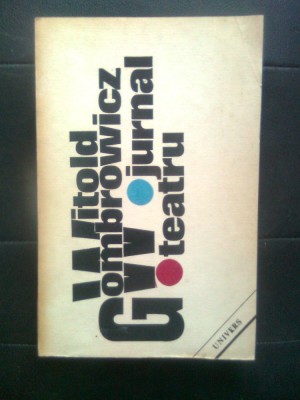 Witold
Gombrowicz
jurnal
teatru
UNIVERS